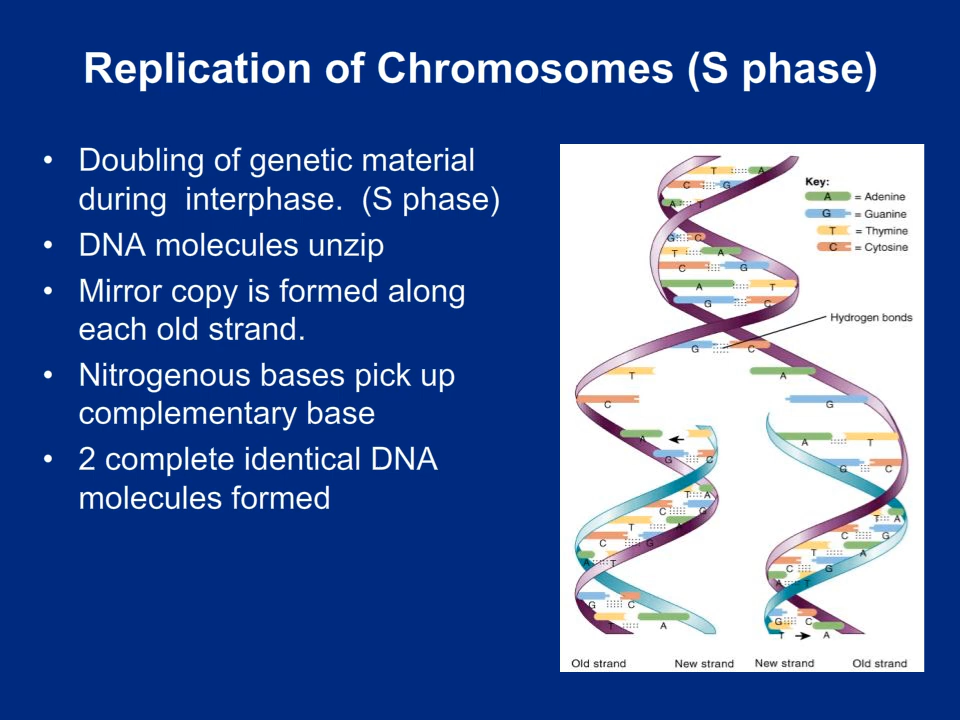 Replication of Chromosomes (S phase)
• Doubling of genetic material
during interphase. (S phase)
• DNA molecules unzip
• Mirror copy is formed along
each old strand.
• Nitrogenous bases pick up
complementary base
• 2 complete identical DNA
molecules formed
Key:
A = Adenine
G = Guanine
T = Thymine
C = Cytosine
T A
C G
A T
G C
T A
C G
A T
G C
Hydrogen bonds
G C
T A
C G
A
A T
G C
G C
T A
T A
C G
C G
T A
T A
C G
C G
A T
A T
G C
G C
T A
T A
Old strand New strand New strand Old strand